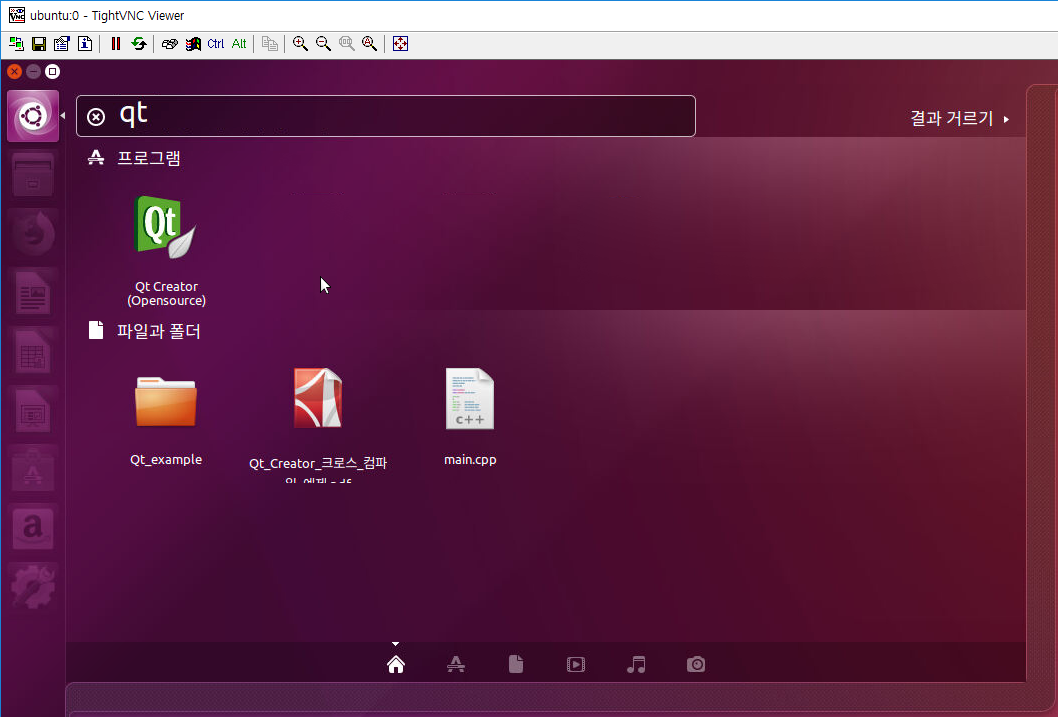 ubuntu:0 - TightVNC Viewer
Ctrl Alt
qt
결과 거르기
프로그램
Qt
Qt Creator
(Opensource)
파일과 폴더
c++
Qt_example
Qt_Creator_크로스_컴파
main.cpp
a